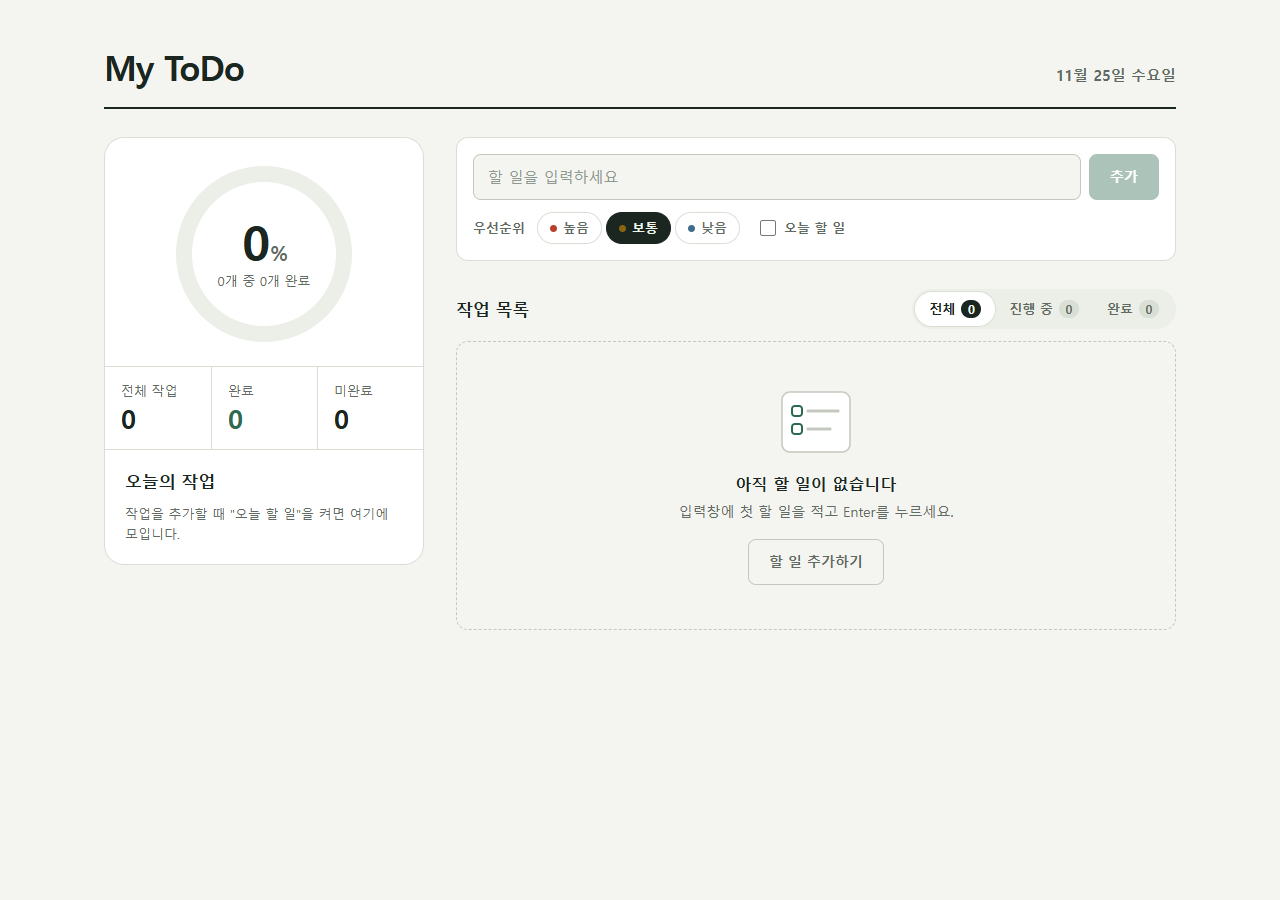 My ToDo
11월 25일 수요일
0%
0개 중 0개 완료
전체 작업
0
완료
0
미완료
0
오늘의 작업
작업을 추가할 때 "오늘 할 일"을 켜면 여기에
모입니다.
할 일을 입력하세요
추가
우선순위
높음
보통
낮음
오늘 할 일
작업 목록
전체 0
진행 중 0
완료 0
아직 할 일이 없습니다
입력창에 첫 할 일을 적고 Enter를 누르세요.
할 일 추가하기